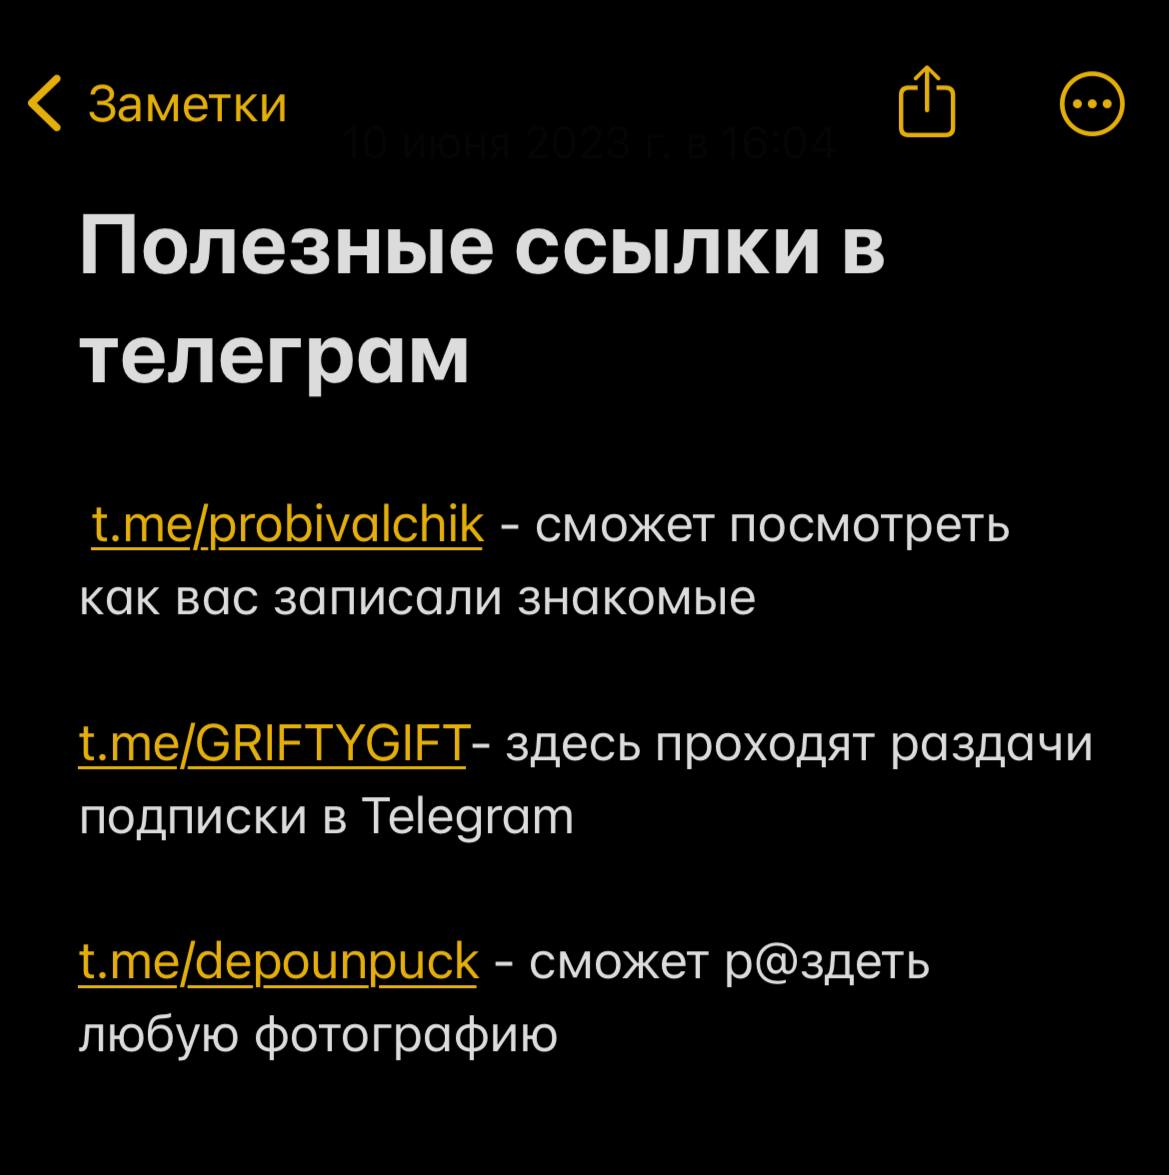 Заметки
10 июня 2023 г. в 16:04
Полезные ссылки в
телеграм
t.me/probivalchik - сможет посмотреть
как вас записали знакомые
t.me/GRIFTYGIFT- здесь проходят раздачи
подписки в Telegram
t.me/depounpuck - сможет р@здеть
любую фотографию